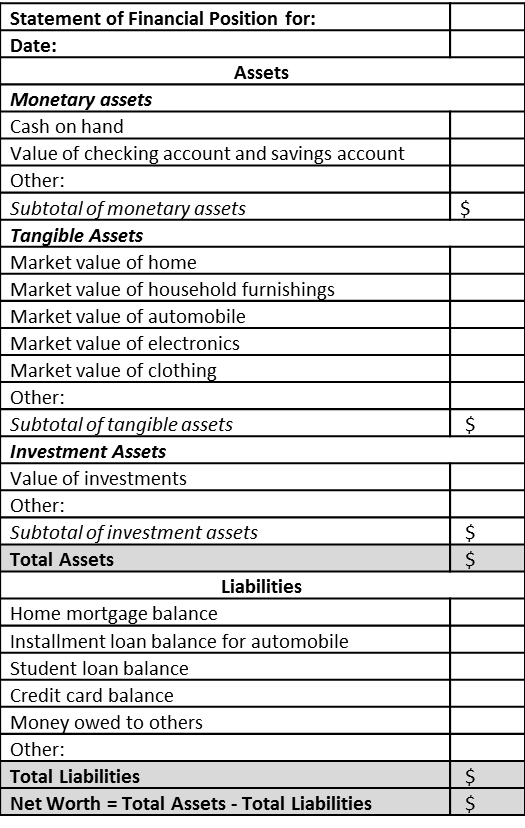 Statement of Financial Position for:
Date:
Assets
Monetary assets
Cash on hand
Value of checking account and savings account
Other:
Subtotal of monetary assets $
Tangible Assets
Market value of home
Market value of household furnishings
Market value of automobile
Market value of electronics
Market value of clothing
Other:
Subtotal of tangible assets $
Investment Assets
Value of investments
Other:
Subtotal of investment assets $
Total Assets $
Liabilities
Home mortgage balance
Installment loan balance for automobile
Student loan balance
Credit card balance
Money owed to others
Other:
Total Liabilities $
Net Worth = Total Assets - Total Liabilities $